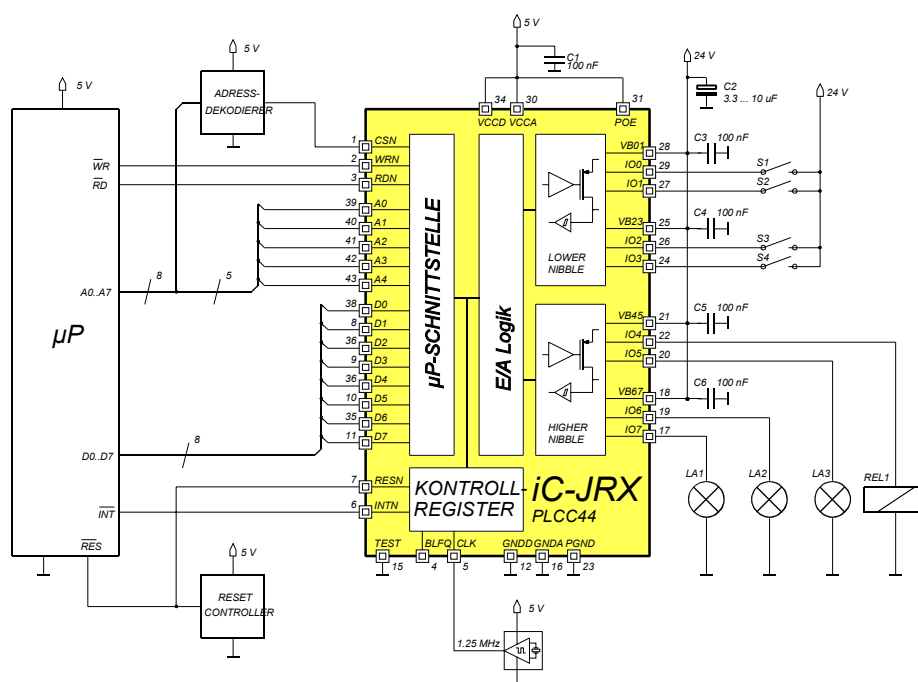 5 V
5 V
C1
100 nF
24 V
5 V
ADRESS-
DEKODIERER
34
30
31
C2
3.3 ... 10 uF
24 V
VCCD
VCCA
POE
1
CSN
VB01
28
C3
100 nF
WR
2
WRN
IO0
29
S1
RD
3
RDN
IO1
27
S2
39
A0
40
A1
VB23
25
C4
100 nF
41
A2
IO2
26
S3
42
A3
LOWER
NIBBLE
IO3
24
S4
43
A4
A0..A7
8
5
µP
µP-SCHNITTSTELLE
E/A Logik
38
D0
8
D1
VB45
21
C5
100 nF
36
D2
IO4
22
9
D3
IO5
20
36
D4
10
D5
VB67
18
C6
100 nF
35
D6
IO6
19
11
D7
HIGHER
NIBBLE
IO7
17
D0..D7
8
7
RESN
KONTROLL-
REGISTER
iC-JRX
PLCC44
LA1
LA2
LA3
REL1
INT
6
INTN
RES
TEST
BLFQ
CLK
GNDD
GNDA
PGND
15
4
5
12
16
23
5 V
RESET
CONTROLLER
5 V
1.25 MHz